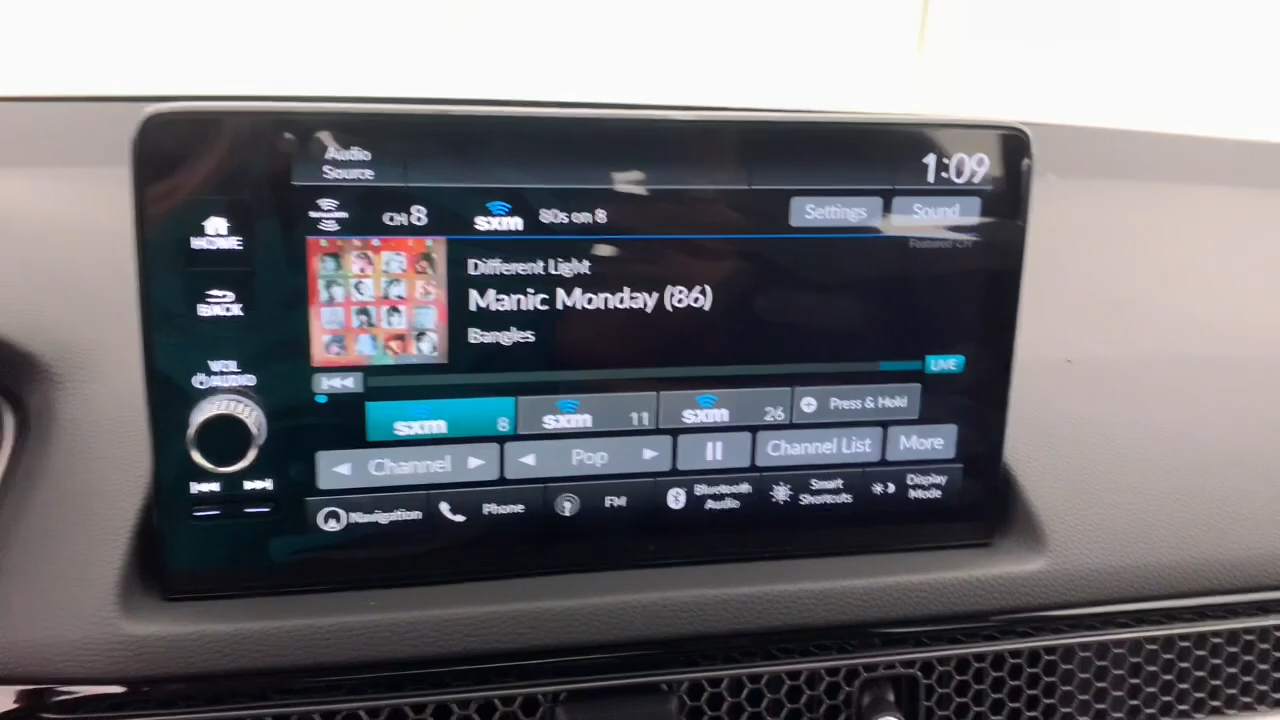 Audio
Source
1:09
CH 8
sxm
80s on 8
Settings
Sound
Featured CH
HOME
BACK
VOL
AUDIO
Different Light
Manic Monday (86)
Bangles
LIVE
sxm 8
sxm 11
sxm 26
Press & Hold
Channel
Pop
Channel List
More
Navigation
Phone
FM
Bluetooth
Audio
Smart
Shortcuts
Display
Mode